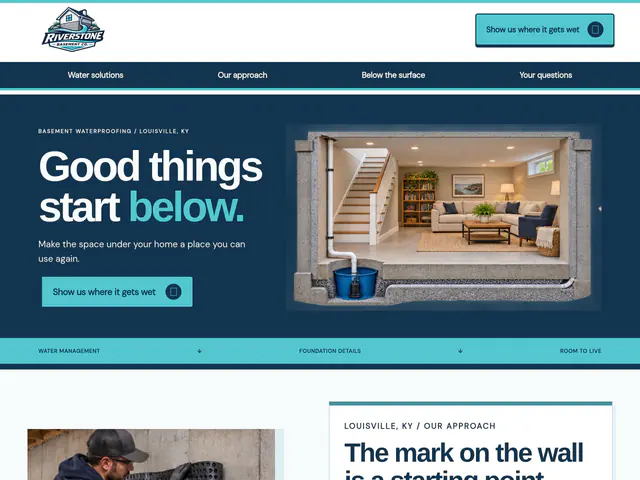 RIVERSTONE
BASEMENT CO.
Show us where it gets wet
Water solutions
Our approach
Below the surface
Your questions
BASEMENT WATERPROOFING / LOUISVILLE, KY
Good things
start below.
Make the space under your home a place you can
use again.
Show us where it gets wet
WATER MANAGEMENT
FOUNDATION DETAILS
ROOM TO LIVE
LOUISVILLE, KY / OUR APPROACH
The mark on the wall
is a starting point